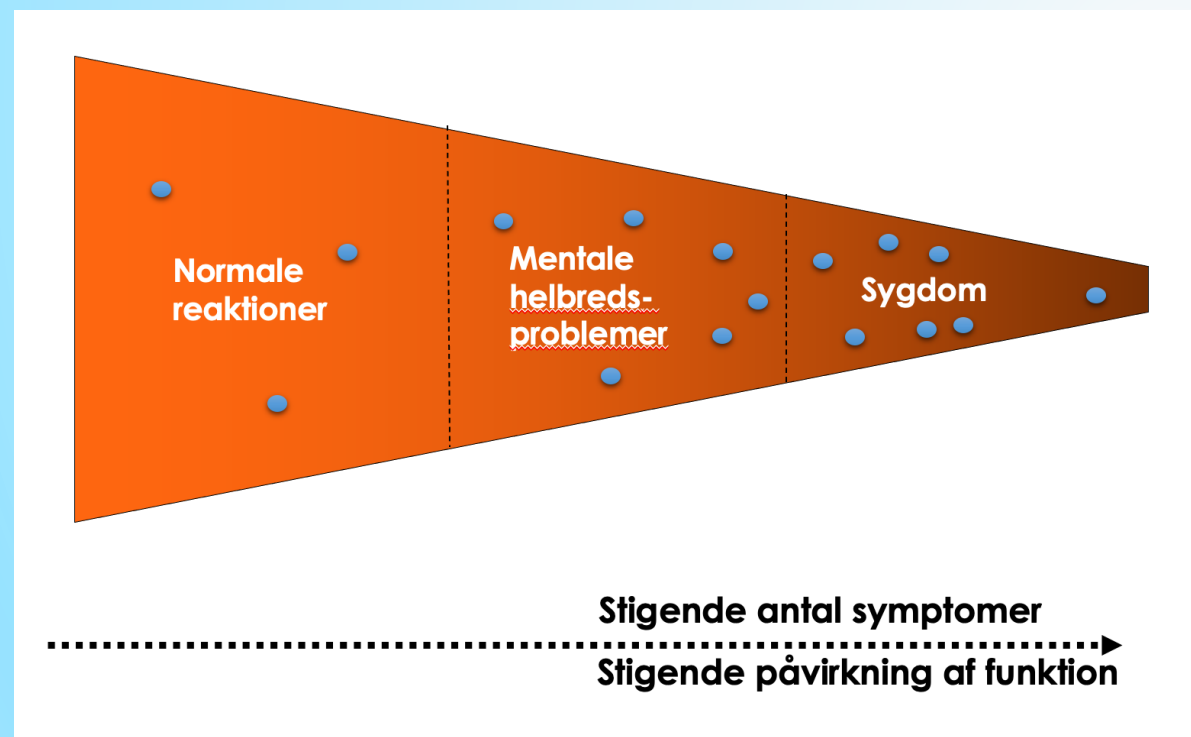 Normale
reaktioner
Mentale
helbreds-
problemer
Sygdom
Stigende antal symptomer
Stigende påvirkning af funktion